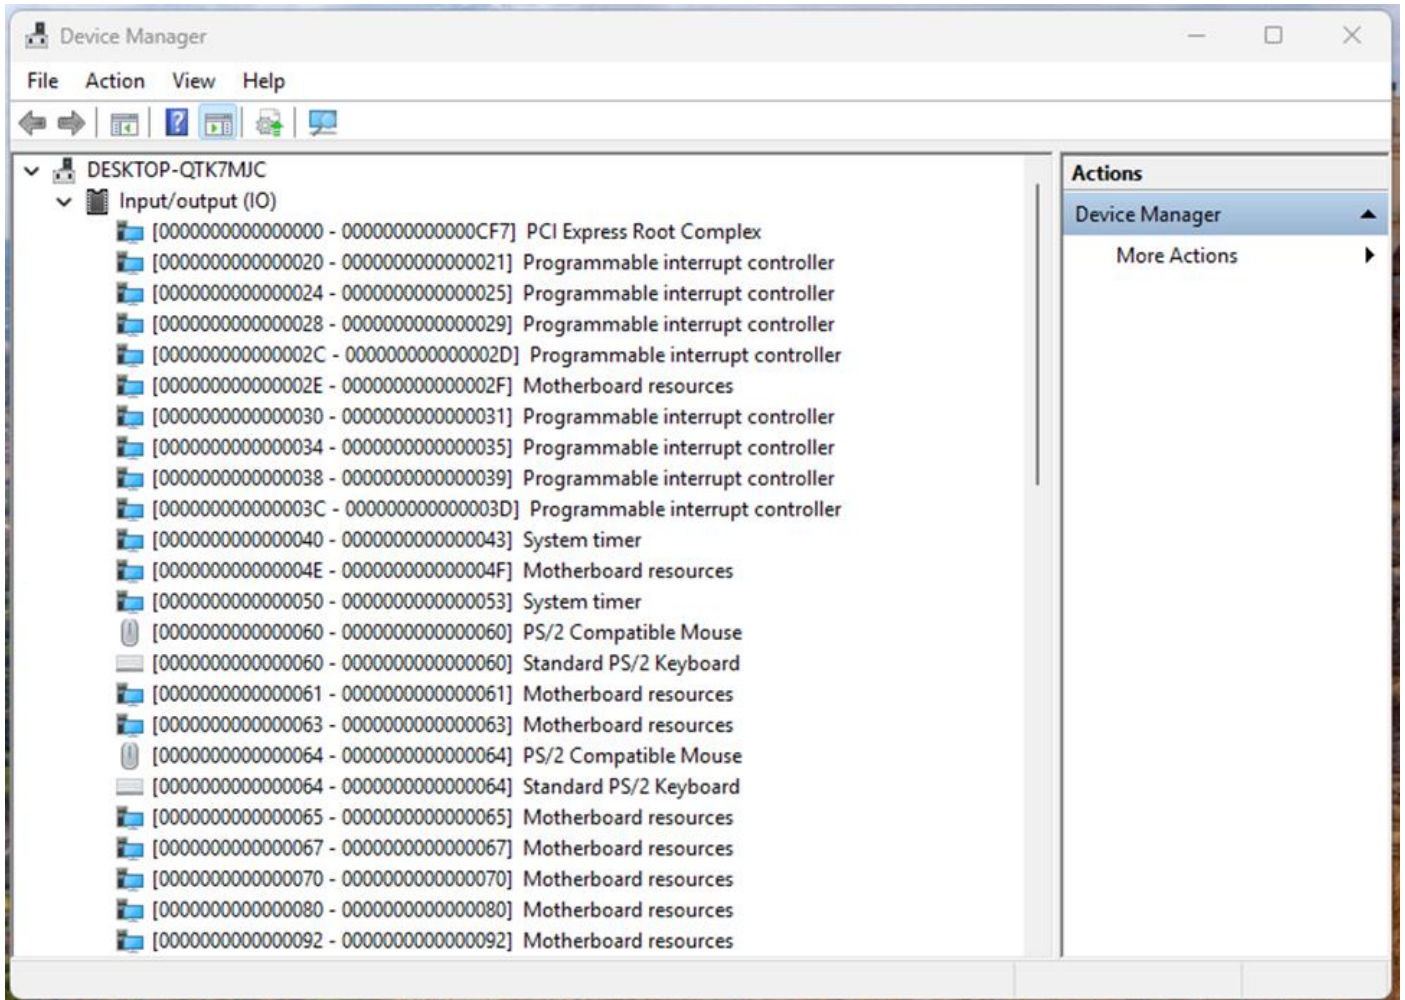 Device Manager
File Action View Help
DESKTOP-QTK7MJC
Input/output (IO)
[0000000000000000 - 0000000000000CF7] PCI Express Root Complex
[0000000000000020 - 0000000000000021] Programmable interrupt controller
[0000000000000024 - 0000000000000025] Programmable interrupt controller
[0000000000000028 - 0000000000000029] Programmable interrupt controller
[000000000000002C - 000000000000002D] Programmable interrupt controller
[000000000000002E - 000000000000002F] Motherboard resources
[0000000000000030 - 0000000000000031] Programmable interrupt controller
[0000000000000034 - 0000000000000035] Programmable interrupt controller
[0000000000000038 - 0000000000000039] Programmable interrupt controller
[000000000000003C - 000000000000003D] Programmable interrupt controller
[0000000000000040 - 0000000000000043] System timer
[000000000000004E - 000000000000004F] Motherboard resources
[0000000000000050 - 0000000000000053] System timer
[0000000000000060 - 0000000000000060] PS/2 Compatible Mouse
[0000000000000060 - 0000000000000060] Standard PS/2 Keyboard
[0000000000000061 - 0000000000000061] Motherboard resources
[0000000000000063 - 0000000000000063] Motherboard resources
[0000000000000064 - 0000000000000064] PS/2 Compatible Mouse
[0000000000000064 - 0000000000000064] Standard PS/2 Keyboard
[0000000000000065 - 0000000000000065] Motherboard resources
[0000000000000067 - 0000000000000067] Motherboard resources
[0000000000000070 - 0000000000000070] Motherboard resources
[0000000000000080 - 0000000000000080] Motherboard resources
[0000000000000092 - 0000000000000092] Motherboard resources
Actions
Device Manager
More Actions